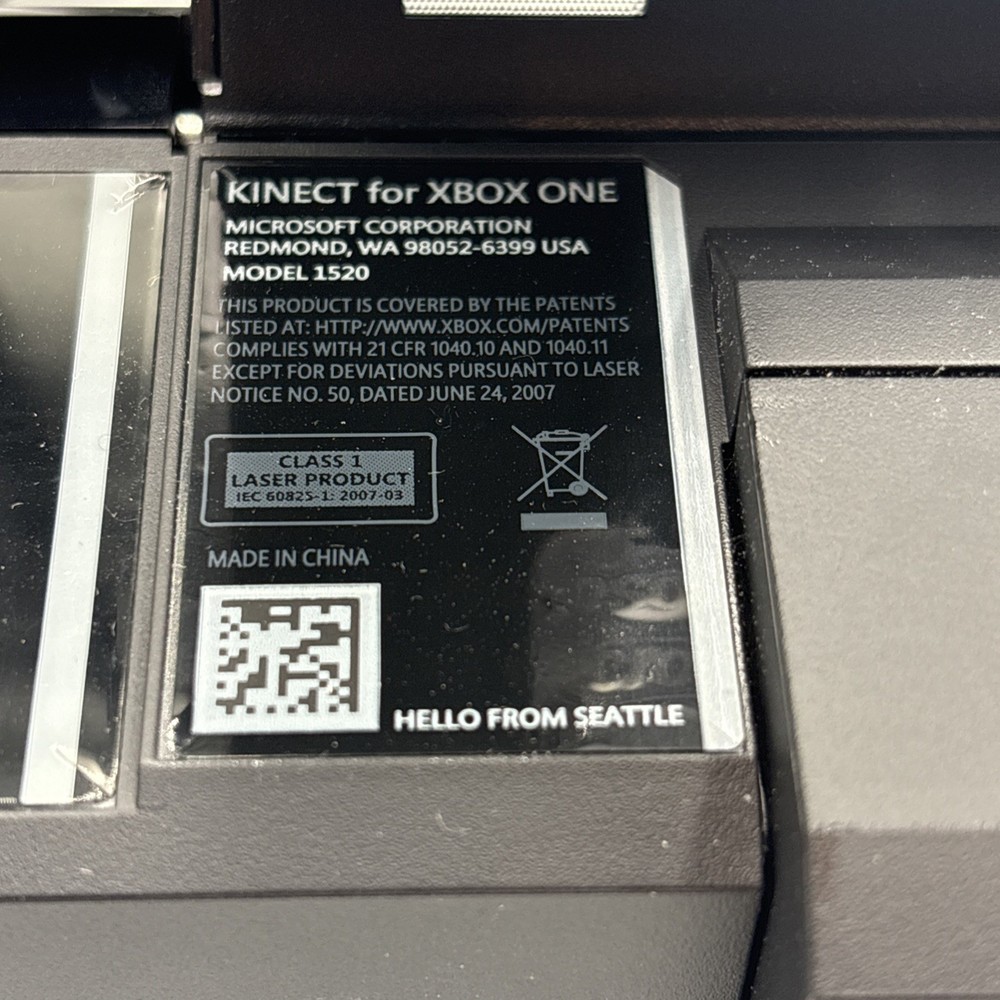 KINECT for XBOX ONE
MICROSOFT CORPORATION
REDMOND, WA 98052-6399 USA
MODEL 1520
THIS PRODUCT IS COVERED BY THE PATENTS
LISTED AT: HTTP://WWW.XBOX.COM/PATENTS
COMPLIES WITH 21 CFR 1040.10 AND 1040.11
EXCEPT FOR DEVIATIONS PURSUANT TO LASER
NOTICE NO. 50, DATED JUNE 24, 2007
CLASS 1
LASER PRODUCT
IEC 60825-1: 2007-03
MADE IN CHINA
HELLO FROM SEATTLE